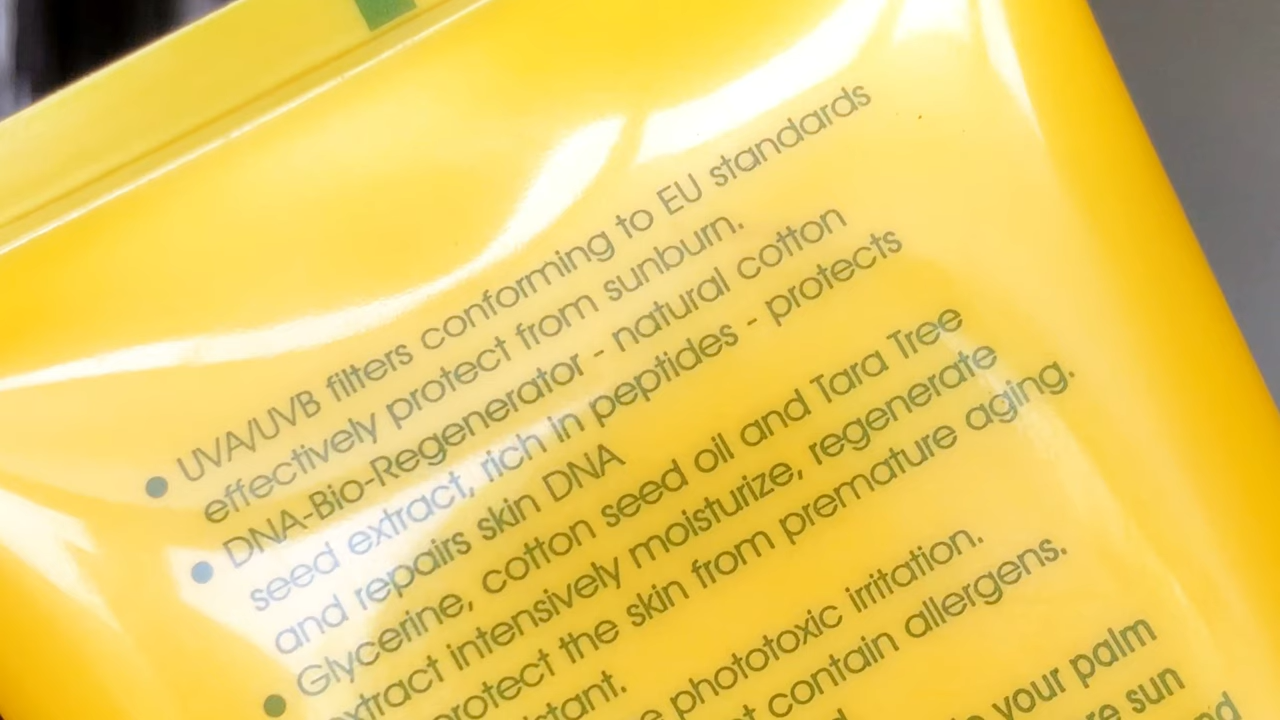 • UVA/UVB filters conforming to EU standards
effectively protect from sunburn.
• DNA-Bio-Regenerator - natural cotton
seed extract, rich in peptides - protects
and repairs skin DNA
• Glycerine, cotton seed oil and Tara Tree
extract intensively moisturize, regenerate
protect the skin from premature aging.
phototoxic irritation.
contain allergens.
your palm
sun